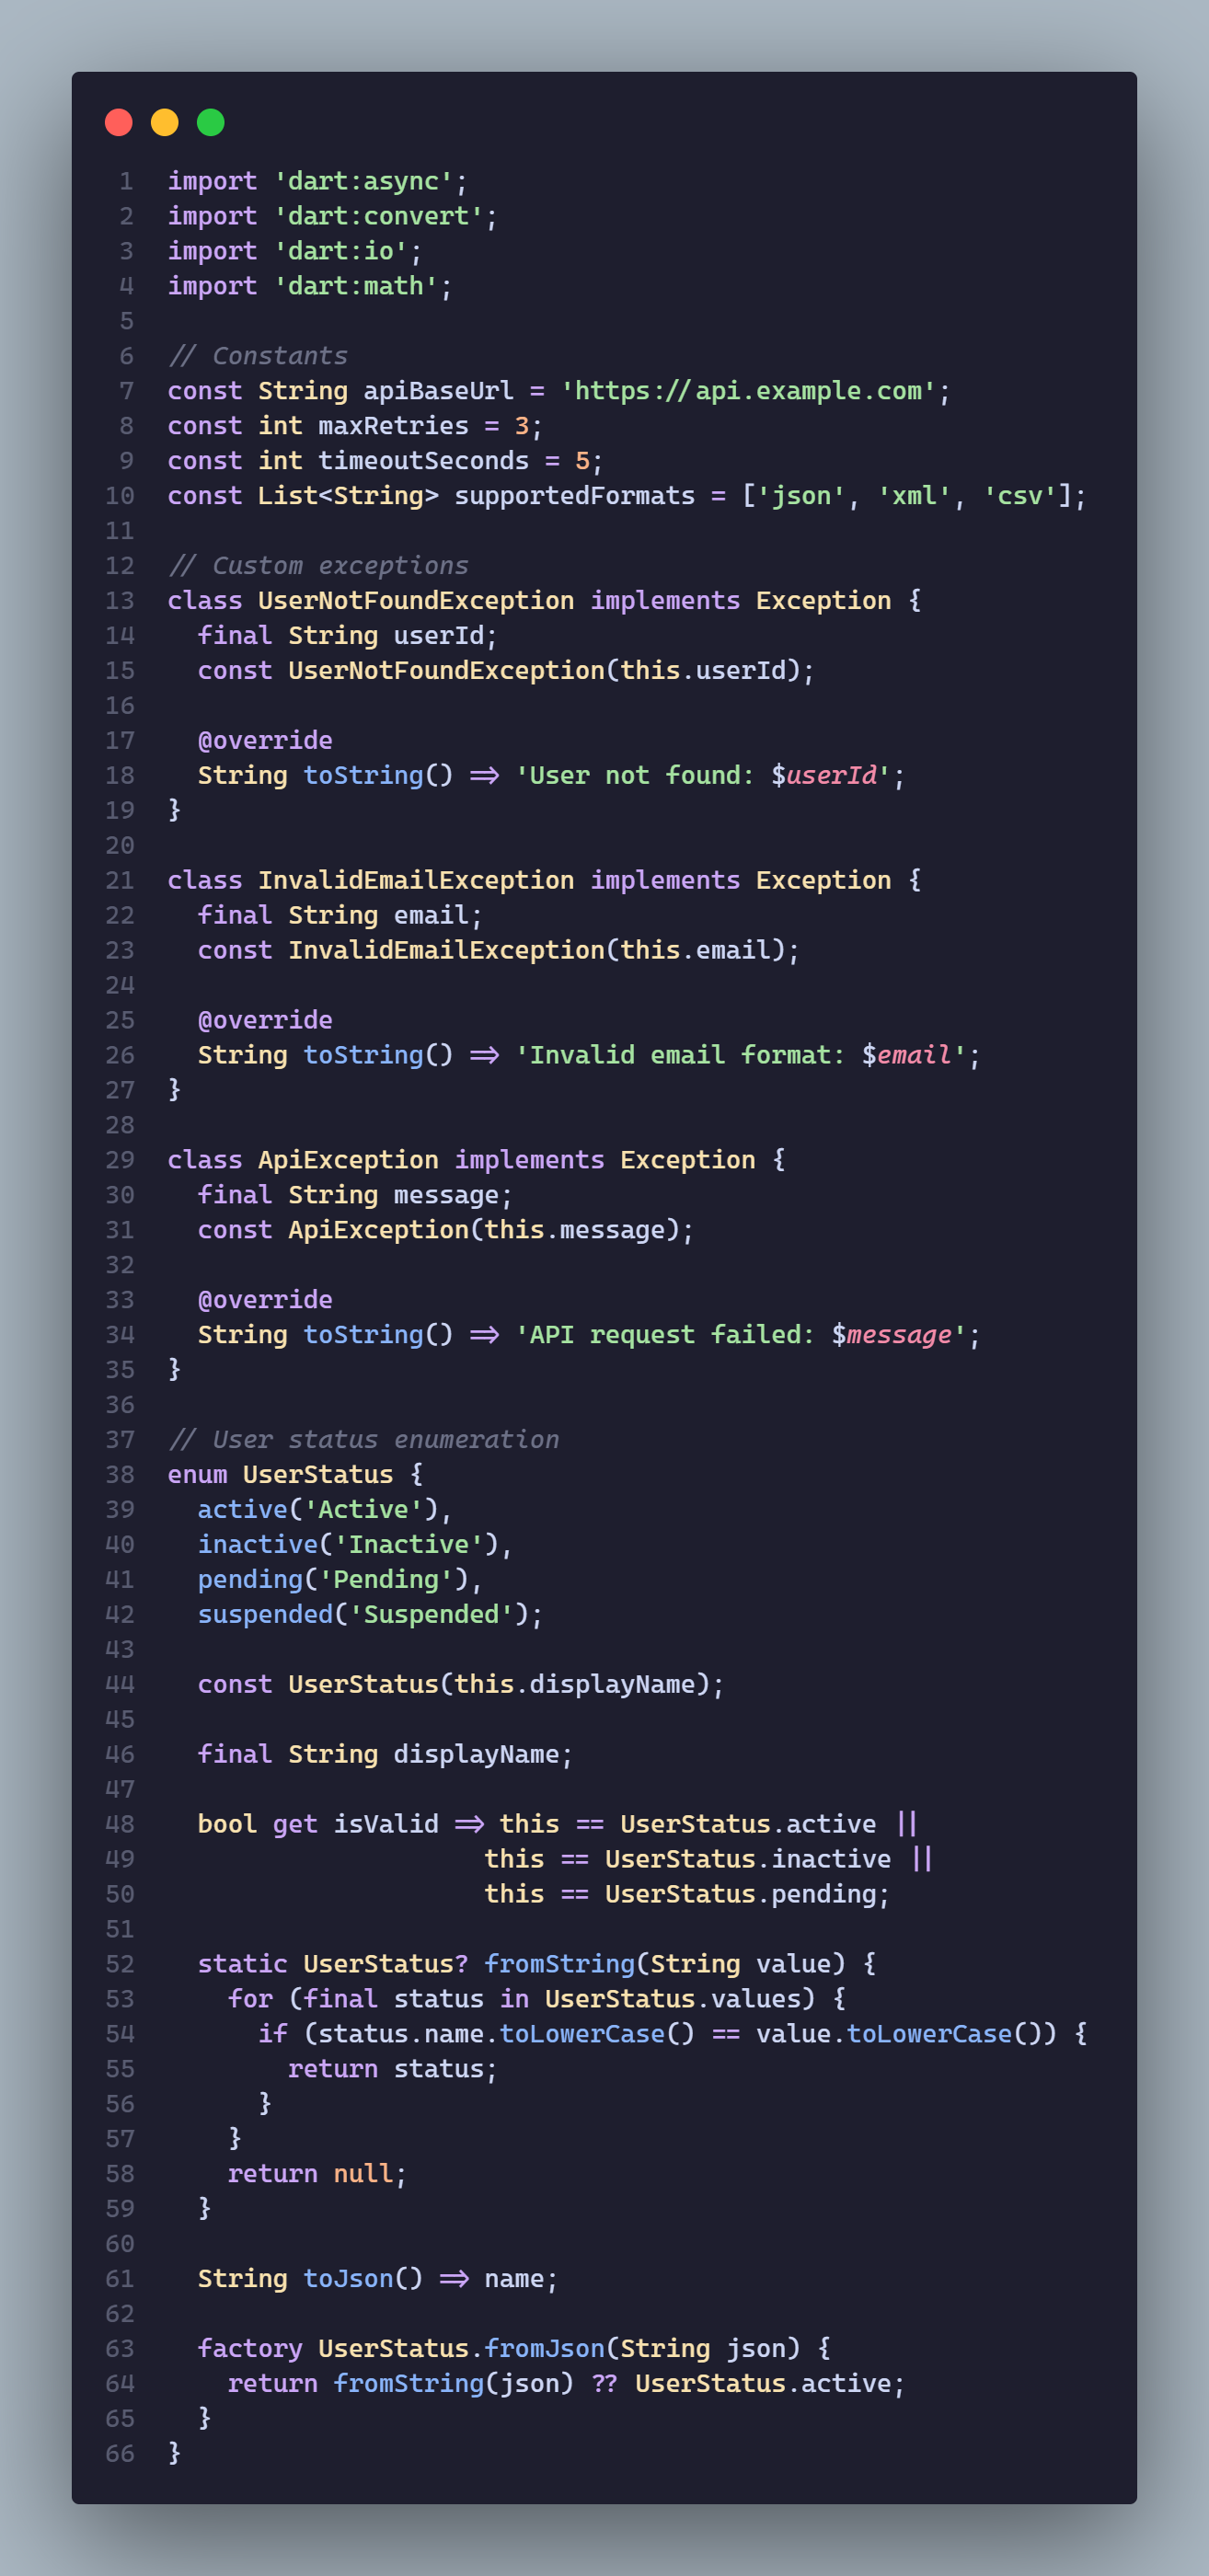 1 import 'dart:async';
2 import 'dart:convert';
3 import 'dart:io';
4 import 'dart:math';
5
6 // Constants
7 const String apiBaseUrl = 'https://api.example.com';
8 const int maxRetries = 3;
9 const int timeoutSeconds = 5;
10 const List<String> supportedFormats = ['json', 'xml', 'csv'];
11
12 // Custom exceptions
13 class UserNotFoundException implements Exception {
14   final String userId;
15   const UserNotFoundException(this.userId);
16
17   @override
18   String toString() => 'User not found: $userId';
19 }
20
21 class InvalidEmailException implements Exception {
22   final String email;
23   const InvalidEmailException(this.email);
24
25   @override
26   String toString() => 'Invalid email format: $email';
27 }
28
29 class ApiException implements Exception {
30   final String message;
31   const ApiException(this.message);
32
33   @override
34   String toString() => 'API request failed: $message';
35 }
36
37 // User status enumeration
38 enum UserStatus {
39   active('Active'),
40   inactive('Inactive'),
41   pending('Pending'),
42   suspended('Suspended');
43
44   const UserStatus(this.displayName);
45
46   final String displayName;
47
48   bool get isValid => this == UserStatus.active ||
49                      this == UserStatus.inactive ||
50                      this == UserStatus.pending;
51
52   static UserStatus? fromString(String value) {
53     for (final status in UserStatus.values) {
54       if (status.name.toLowerCase() == value.toLowerCase()) {
55         return status;
56       }
57     }
58     return null;
59   }
60
61   String toJson() => name;
62
63   factory UserStatus.fromJson(String json) {
64     return fromString(json) ?? UserStatus.active;
65   }
66 }